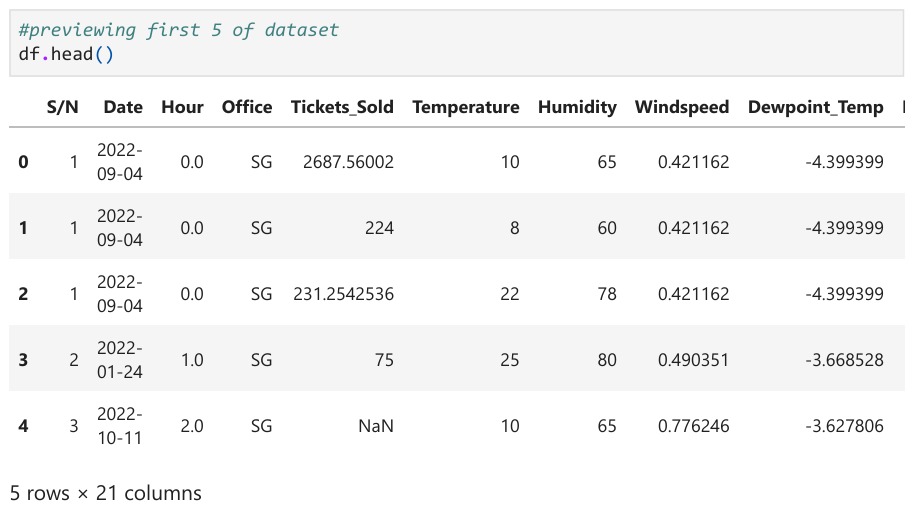 #previewing first 5 of dataset
df.head()
S/N Date Hour Office Tickets_Sold Temperature Humidity Windspeed Dewpoint_Temp
0 1 2022-09-04 0.0 SG 2687.56002 10 65 0.421162 -4.399399
1 1 2022-09-04 0.0 SG 224 8 60 0.421162 -4.399399
2 1 2022-09-04 0.0 SG 231.2542536 22 78 0.421162 -4.399399
3 2 2022-01-24 1.0 SG 75 25 80 0.490351 -3.668528
4 3 2022-10-11 2.0 SG NaN 10 65 0.776246 -3.627806
5 rows × 21 columns